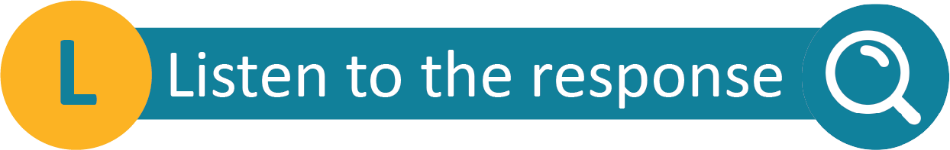 L Listen to the response